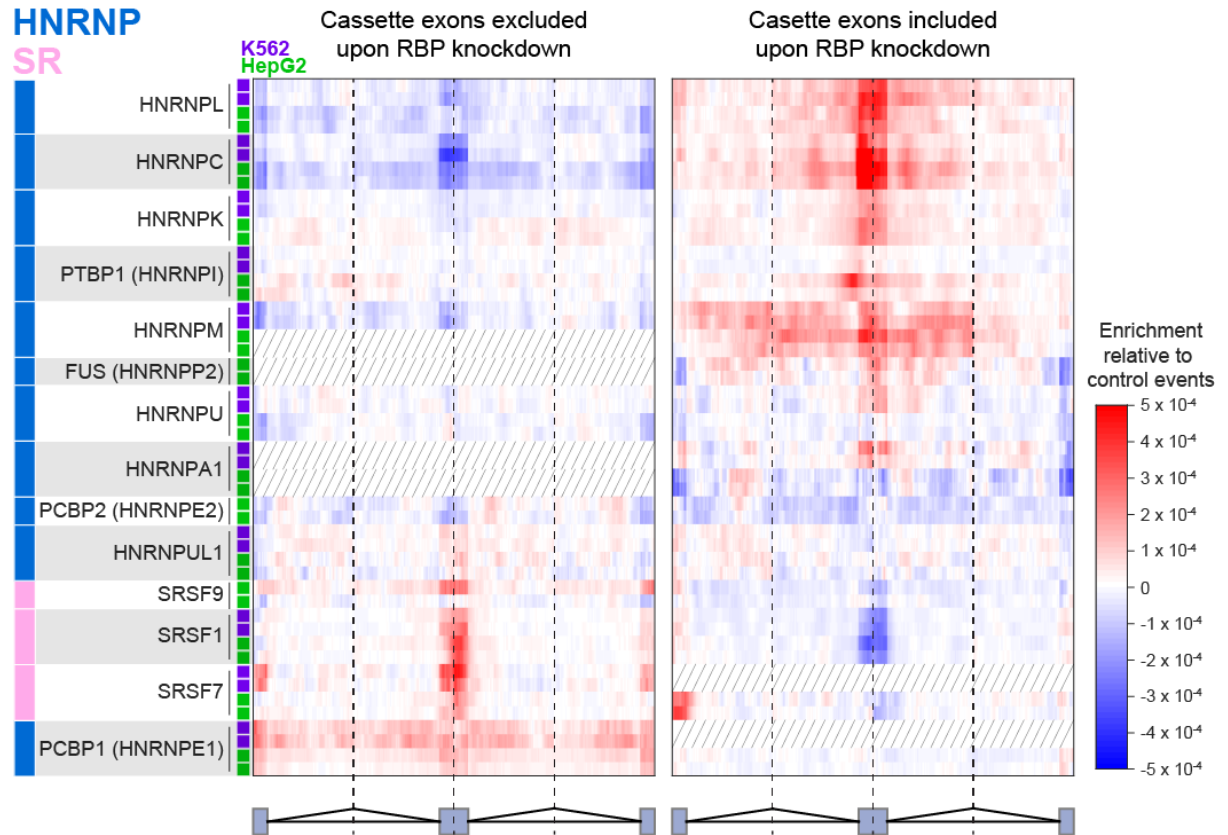 HNRNP
SR
K562
HepG2
Cassette exons excluded
upon RBP knockdown
Casette exons included
upon RBP knockdown
HNRNPL
HNRNPC
HNRNPK
PTBP1 (HNRNPI)
HNRNPM
FUS (HNRNPP2)
HNRNPU
HNRNPA1
PCBP2 (HNRNPE2)
HNRNPUL1
SRSF9
SRSF1
SRSF7
PCBP1 (HNRNPE1)
Enrichment
relative to
control events
5 x 10-4
4 x 10-4
3 x 10-4
2 x 10-4
1 x 10-4
0
-1 x 10-4
-2 x 10-4
-3 x 10-4
-4 x 10-4
-5 x 10-4